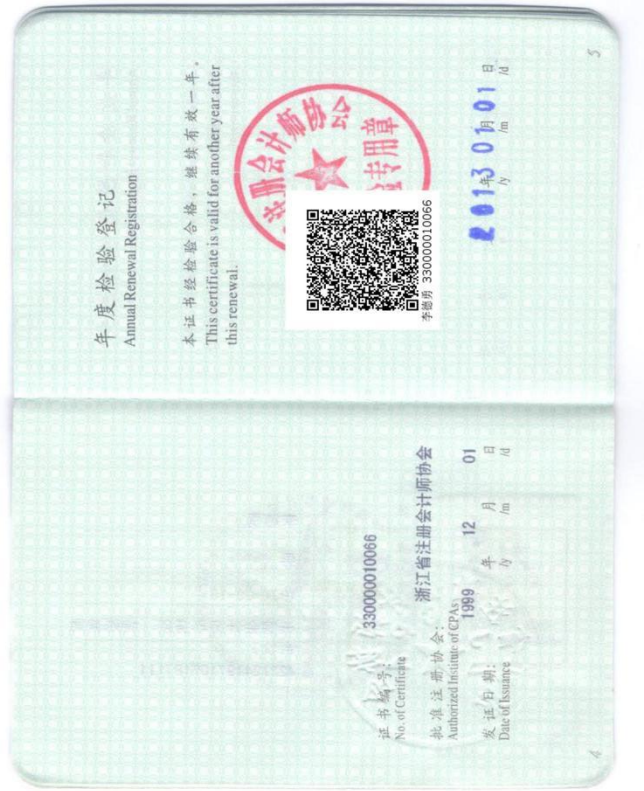 证书编号:
No. of Certificate
330000010066
批准注册协会:
Authorized Institute of CPAs
浙江省注册会计师协会
发证日期:
Date of Issuance
1999 年 12 月 01 日
/y /m /d
4
年度检验登记
Annual Renewal Registration
本证书经检验合格，继续有效一年。
This certificate is valid for another year after
this renewal.
册会计师协会
专用章
李德勇 330000010066
2013 年 01 月 01 日
/y /m /d
5